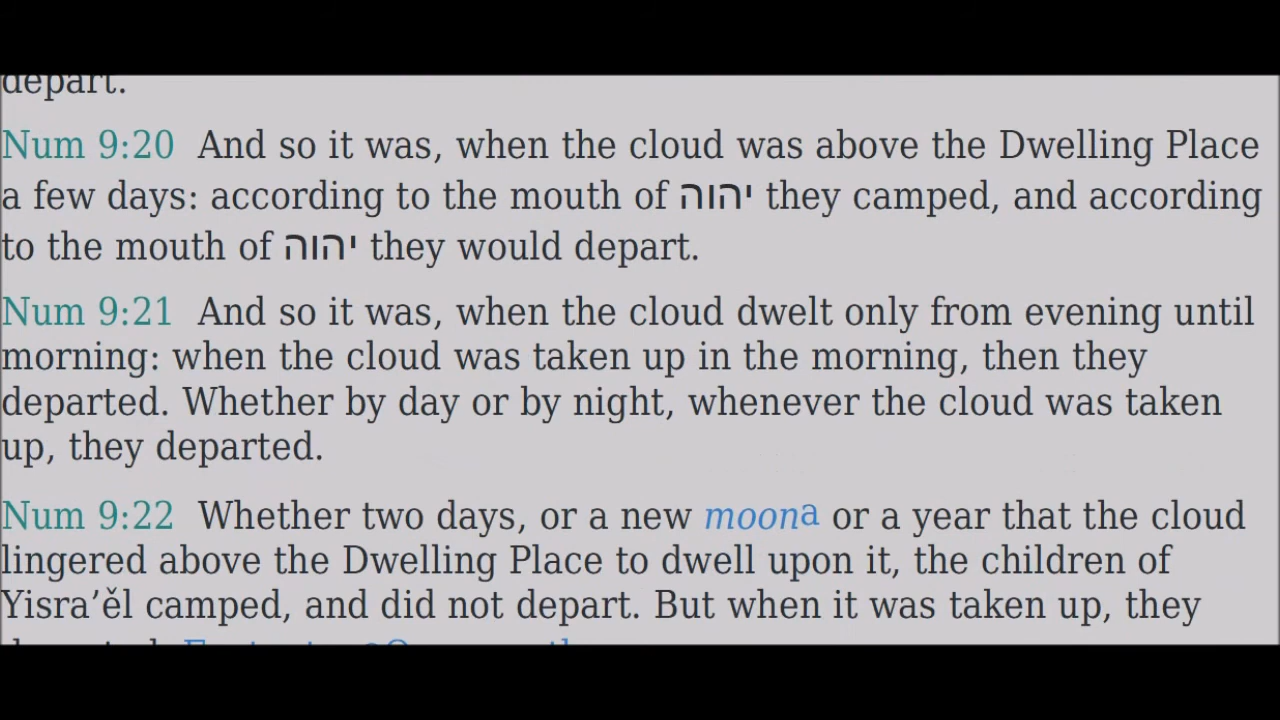 depart.
Num 9:20 And so it was, when the cloud was above the Dwelling Place
a few days: according to the mouth of יהוה they camped, and according
to the mouth of יהוה they would depart.
Num 9:21 And so it was, when the cloud dwelt only from evening until
morning: when the cloud was taken up in the morning, then they
departed. Whether by day or by night, whenever the cloud was taken
up, they departed.
Num 9:22 Whether two days, or a new moona or a year that the cloud
lingered above the Dwelling Place to dwell upon it, the children of
Yisra’ěl camped, and did not depart. But when it was taken up, they